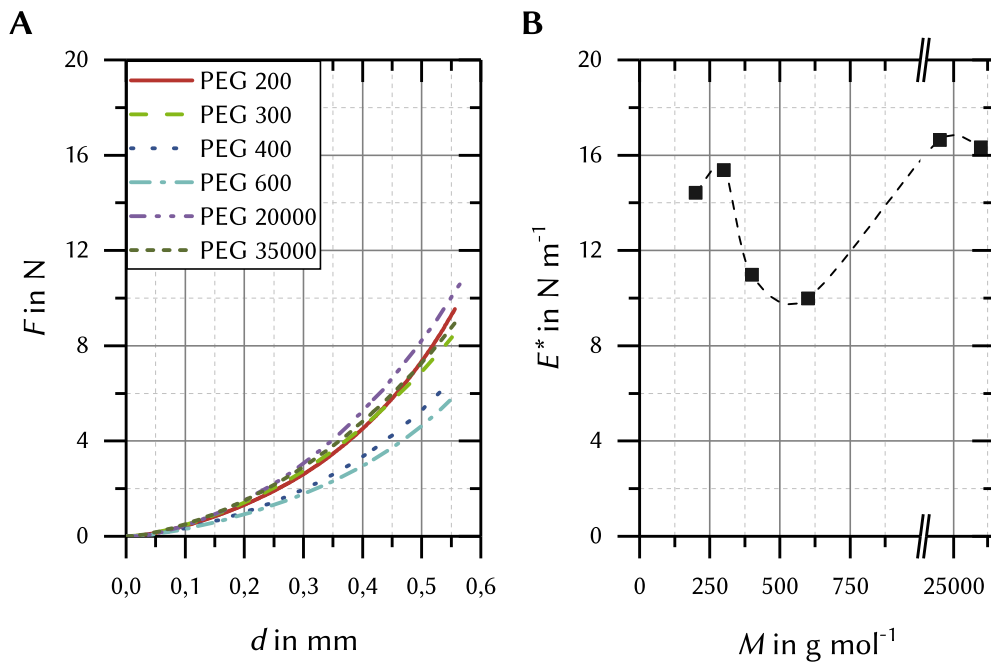 A
B
20
16
12
8
4
0
F in N
PEG 200
PEG 300
PEG 400
PEG 600
PEG 20000
PEG 35000
0,0 0,1 0,2 0,3 0,4 0,5 0,6
d in mm
20
16
12
8
4
0
E* in N m⁻¹
0 250 500 750 25000
M in g mol⁻¹